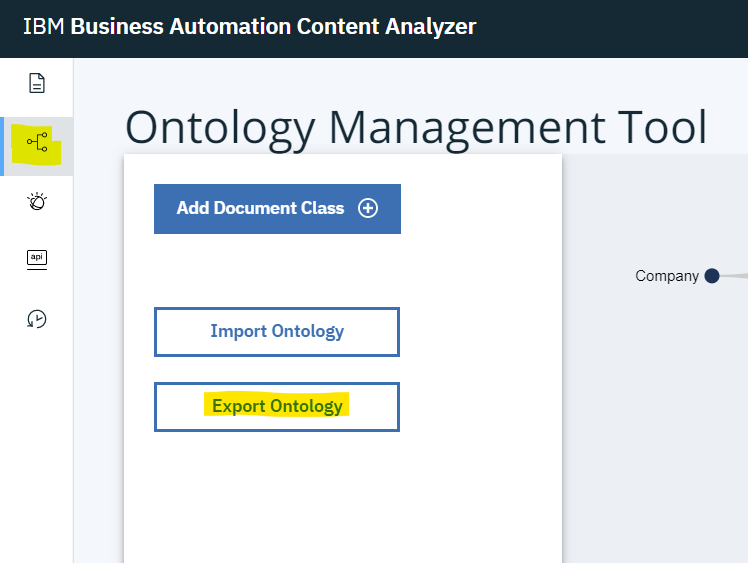 IBM Business Automation Content Analyzer
Ontology Management Tool
Add Document Class
Import Ontology
Export Ontology
api
Company